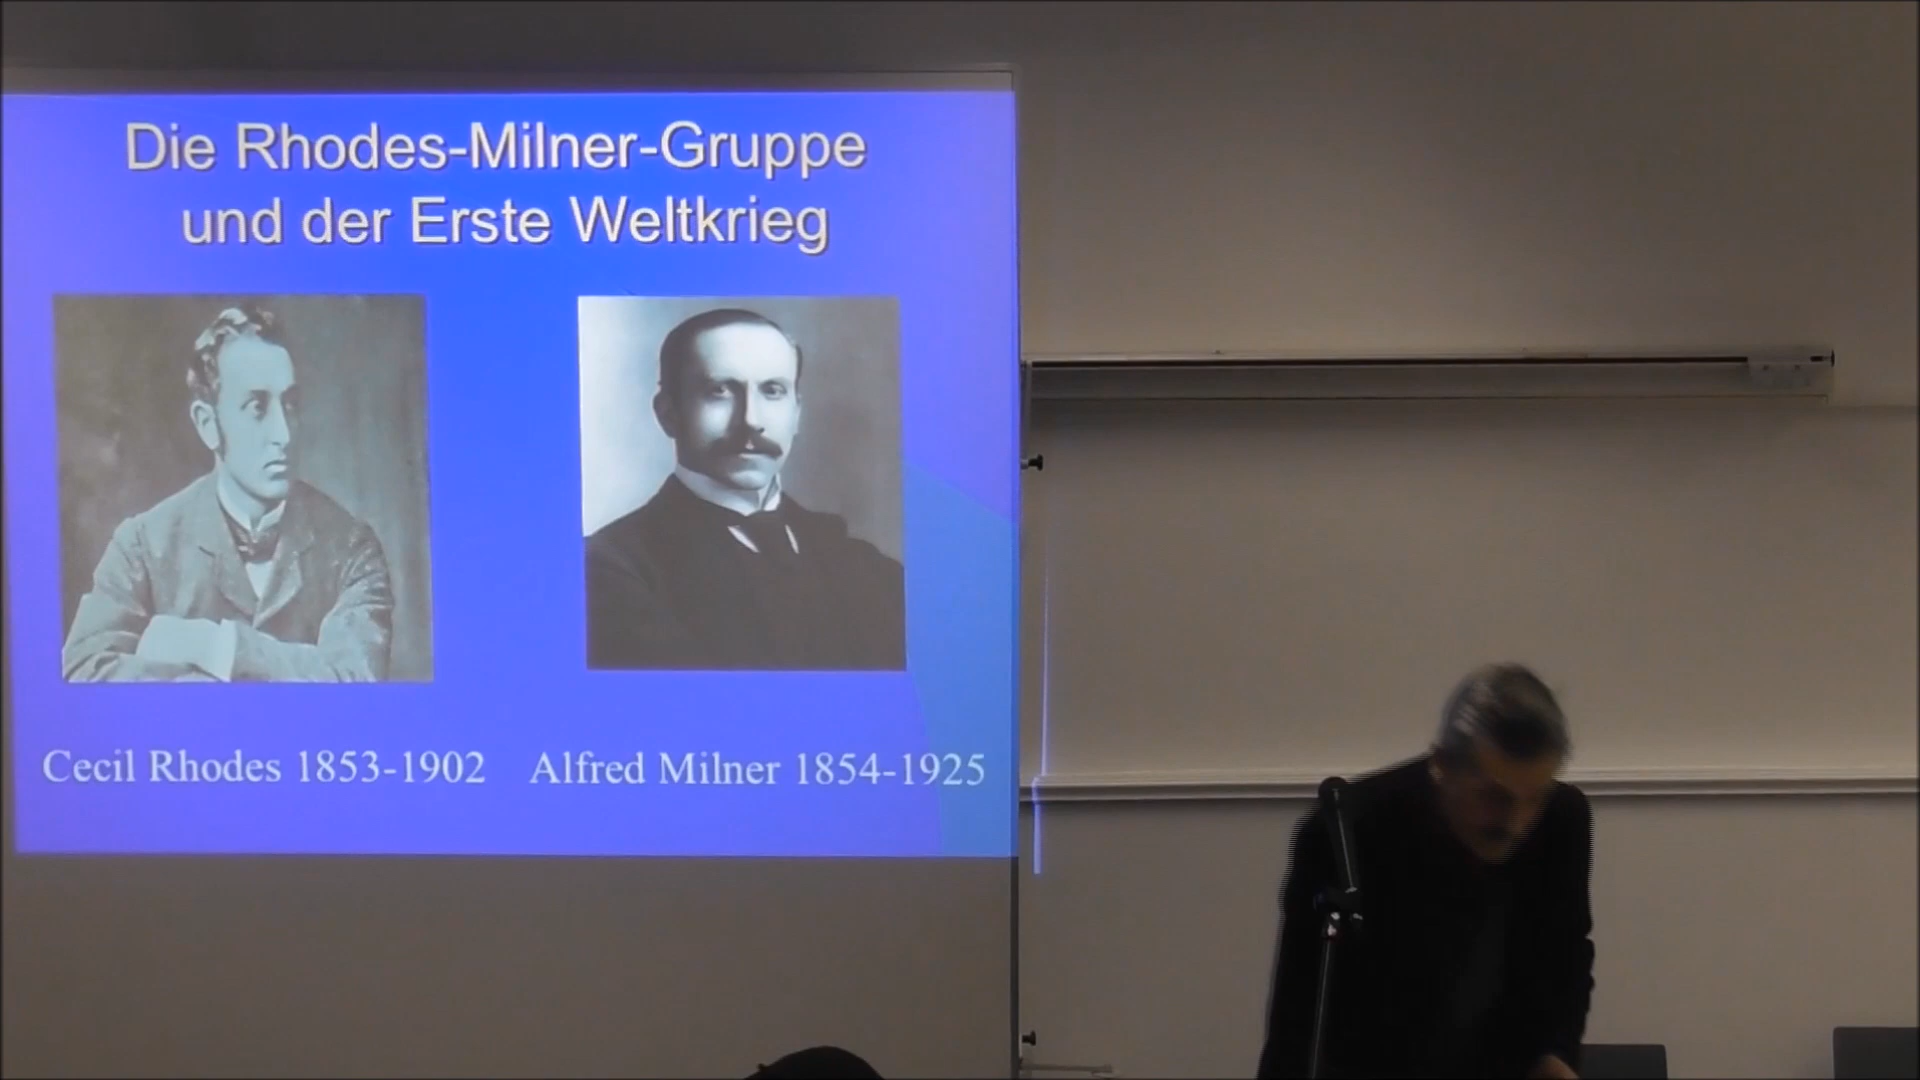 Die Rhodes-Milner-Gruppe
und der Erste Weltkrieg
Cecil Rhodes 1853-1902
Alfred Milner 1854-1925